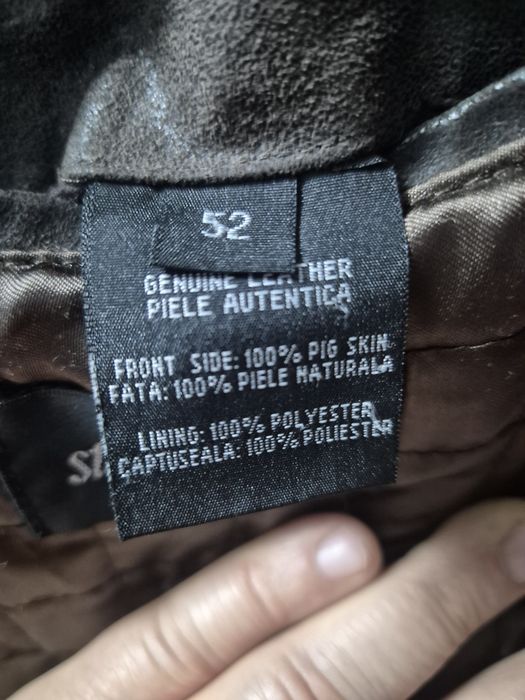 52
GENUINE LEATHER
PIELE AUTENTICA
FRONT SIDE: 100% PIG SKIN
FATA: 100% PIELE NATURALA
LINING: 100% POLYESTER
CAPTUSEALA: 100% POLIESTER